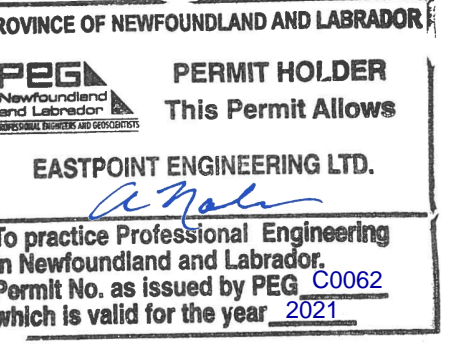 ROVINCE OF NEWFOUNDLAND AND LABRADOR
PEG
Newfoundland
and Labrador
PROFESSIONAL ENGINEERS AND GEOSCIENTISTS
PERMIT HOLDER
This Permit Allows
EASTPOINT ENGINEERING LTD.
To practice Professional Engineering
in Newfoundland and Labrador.
Permit No. as issued by PEG C0062
which is valid for the year 2021